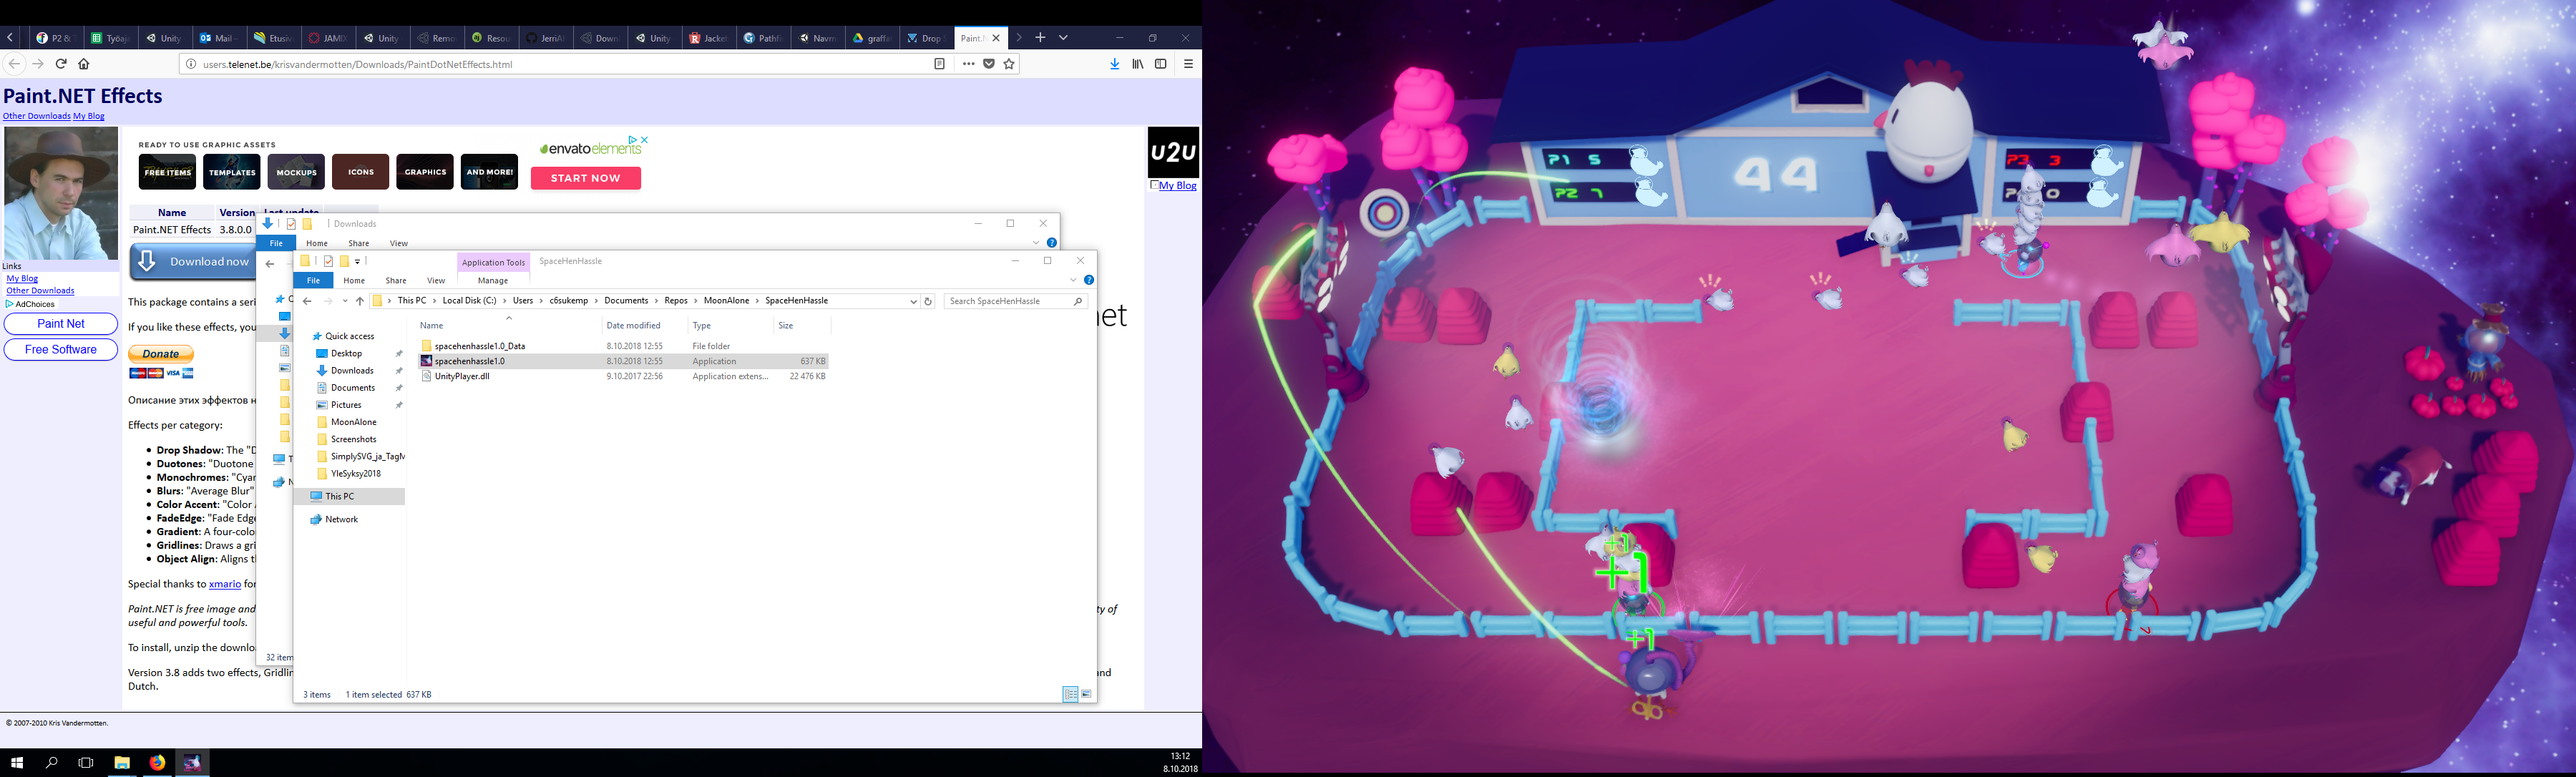 P2 &
Työaj
Unity
Mail -
Etusiv
JAMIX
Unity
Remo
Resou
JerriAl
Down
Unity
Jacket
Pathfi
Navm
graffa
Drop S
Paint.N
users.telenet.be/krisvandermotten/Downloads/PaintDotNetEffects.html
Paint.NET Effects
Other Downloads My Blog
READY TO USE GRAPHIC ASSETS
FREE ITEMS
TEMPLATES
MOCKUPS
ICONS
GRAPHICS
AND MORE!
envatoelements
START NOW
u2u
My Blog
Name Version Last update
Paint.NET Effects 3.8.0.0
Download now
Links
My Blog
Other Downloads
AdChoices
Paint Net
Free Software
This package contains a seri
If you like these effects, you
Donate
VISA
Описание этих эффектов н
Effects per category:
Drop Shadow: The "D
Duotones: "Duotone
Monochromes: "Cyan
Blurs: "Average Blur"
Color Accent: "Color
FadeEdge: "Fade Edge
Gradient: A four-colo
Gridlines: Draws a gri
Object Align: Aligns th
Special thanks to xmario for
Paint.NET is free image and
ty of
useful and powerful tools.
To install, unzip the downlo
Version 3.8 adds two effects, Gridlin
and
Dutch.
© 2007-2010 Kris Vandermotten.
net
Downloads
File Home Share View
32 item
Application Tools
SpaceHenHassle
File Home Share View Manage
This PC > Local Disk (C:) > Users > c6sukemp > Documents > Repos > MoonAlone > SpaceHenHassle
Search SpaceHenHassle
Name Date modified Type Size
spacehenhassle1.0_Data 8.10.2018 12:55 File folder
spacehenhassle1.0 8.10.2018 12:55 Application 637 KB
UnityPlayer.dll 9.10.2017 22:56 Application extens... 22 476 KB
Quick access
Desktop
Downloads
Documents
Pictures
MoonAlone
Screenshots
SimplySVG_ja_TagM
YleSyksy2018
This PC
Network
3 items 1 item selected 637 KB
13:12
8.10.2018
P1 5
P2 7
44
P3 3
P 0
+1
+1
+1